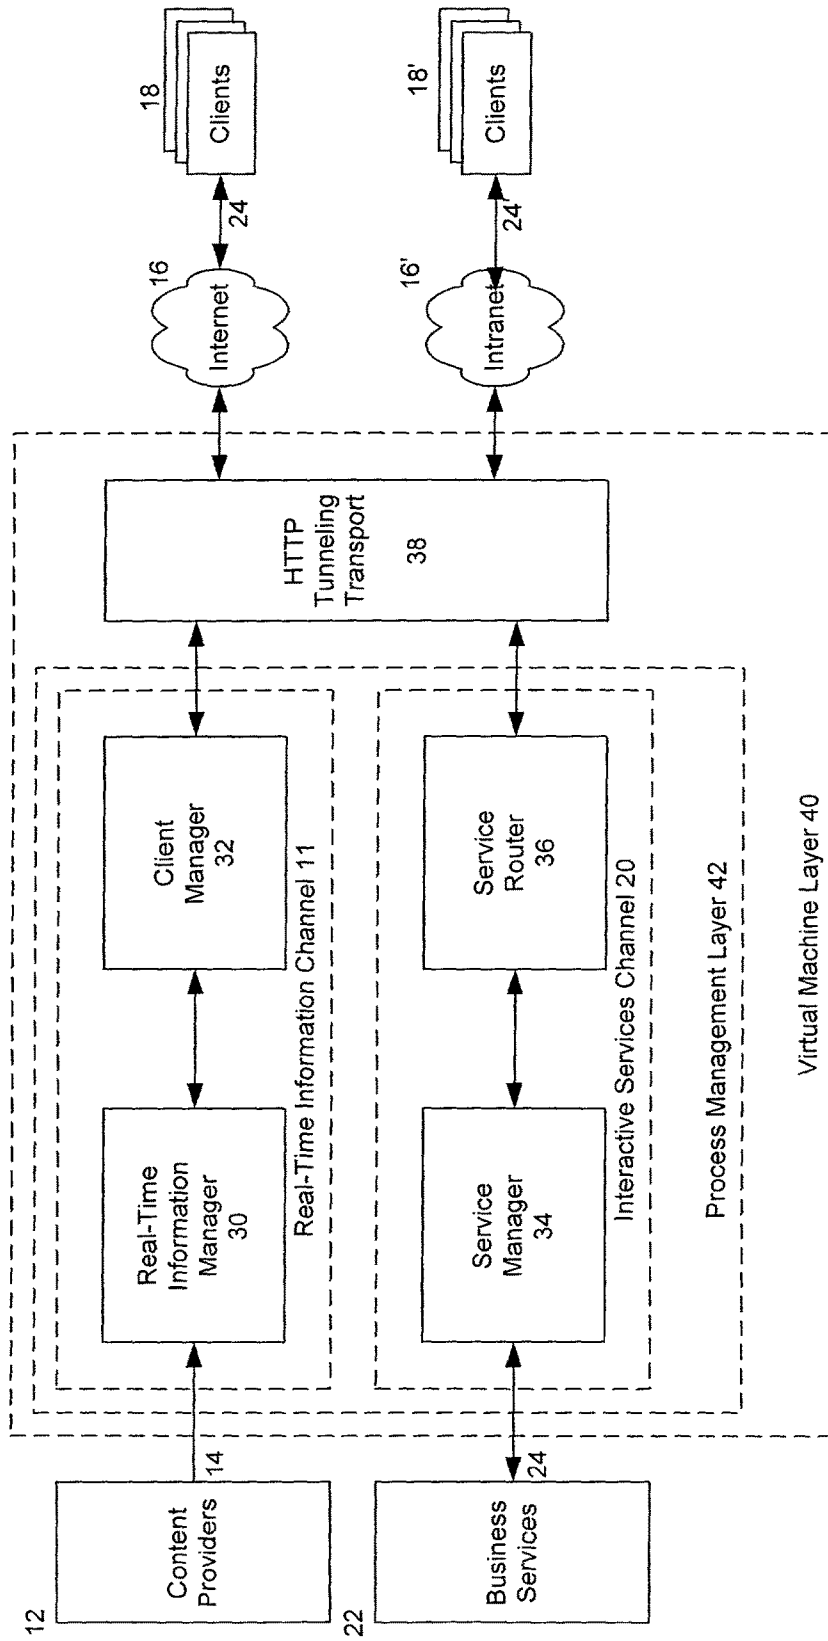 12
Content
Providers
14
Real-Time
Information
Manager
30
Client
Manager
32
Real-Time Information Channel 11
22
Business
Services
24
Service
Manager
34
Service
Router
36
Interactive Services Channel 20
Process Management Layer 42
Virtual Machine Layer 40
HTTP
Tunneling
Transport
38
16
Internet
24
18
Clients
16'
Intranet
24'
18'
Clients